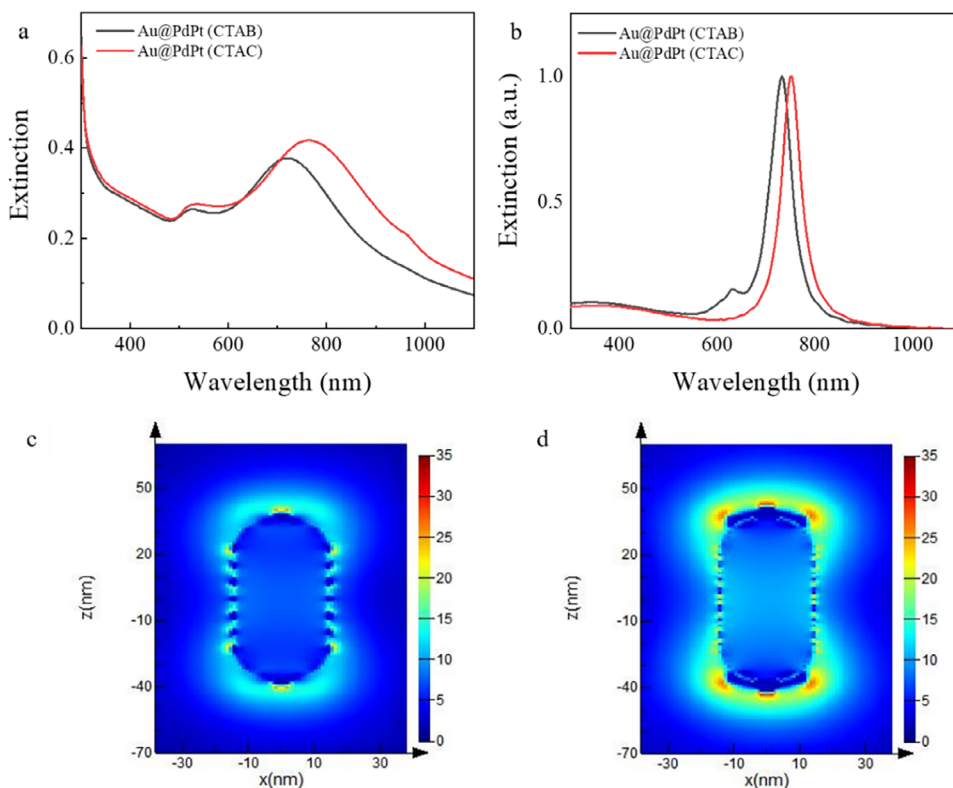 a
Au@PdPt (CTAB)
Au@PdPt (CTAC)
0.6
0.4
0.2
0.0
Extinction
400 600 800 1000
Wavelength (nm)
b
Au@PdPt (CTAB)
Au@PdPt (CTAC)
1.0
0.5
0.0
Extinction (a.u.)
400 600 800 1000
Wavelength (nm)
c
50
20
-10
-40
-70
z(nm)
-30 -10 10 30
x(nm)
35
30
25
20
15
10
5
0
d
50
20
-10
-40
-70
z(nm)
-30 -10 10 30
x(nm)
35
30
25
20
15
10
5
0